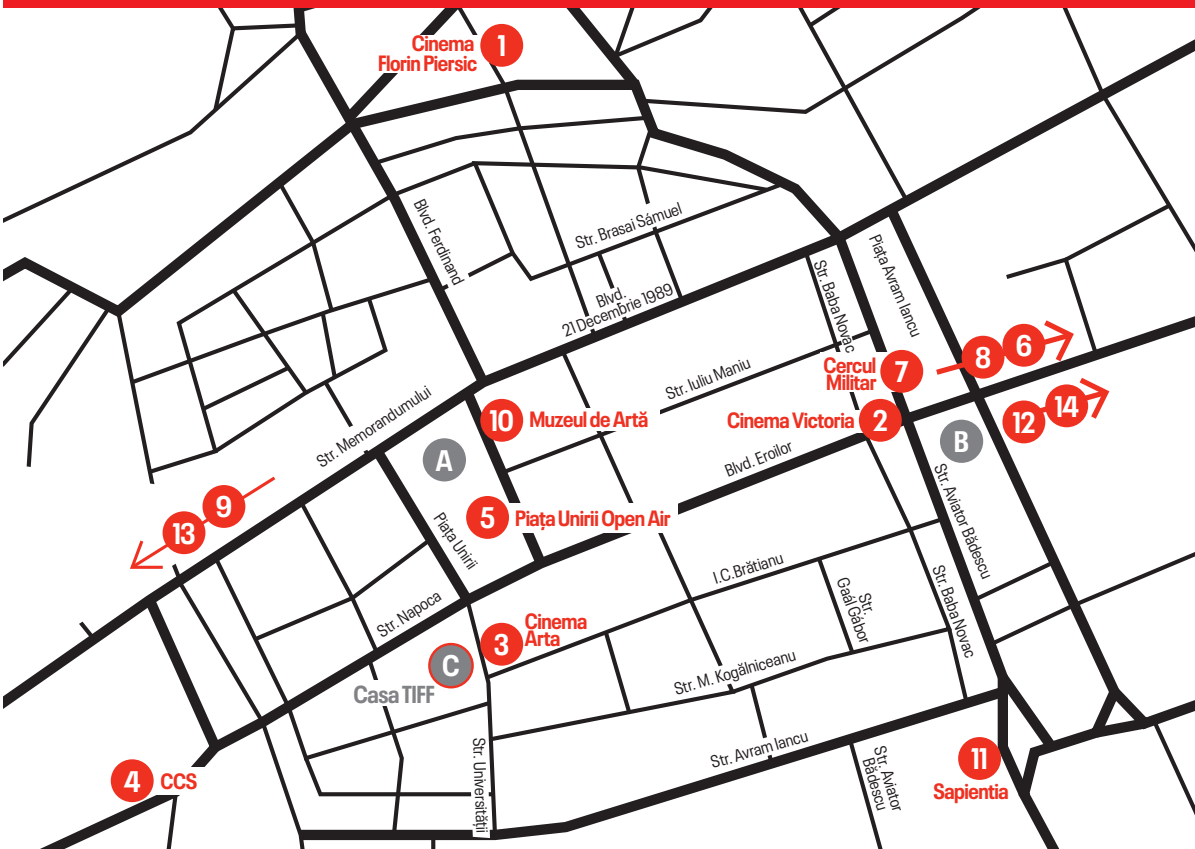 Cinema
Florin Piersic
1
Blvd. Ferdinand
Str. Brasai Sámuel
Blvd.
21 Decembrie 1989
Str. Baba Novac
Piața Avram Iancu
Str. Iuliu Maniu
Cercul
Militar
7
8
6
Cinema Victoria
2
12
14
B
Str. Memorandumului
10
Muzeul de Artă
A
Blvd. Eroilor
5
Piața Unirii Open Air
Piața Unirii
13
9
Str. Aviator Bădescu
I.C.Brătianu
Str.
Gaál Gábor
Str. Baba Novac
Str. Napoca
3
Cinema
Arta
C
Casa TIFF
Str. M. Kogălniceanu
Str. Avram Iancu
Str. Universității
4
CCS
Str. Aviator
Bădescu
11
Sapientia